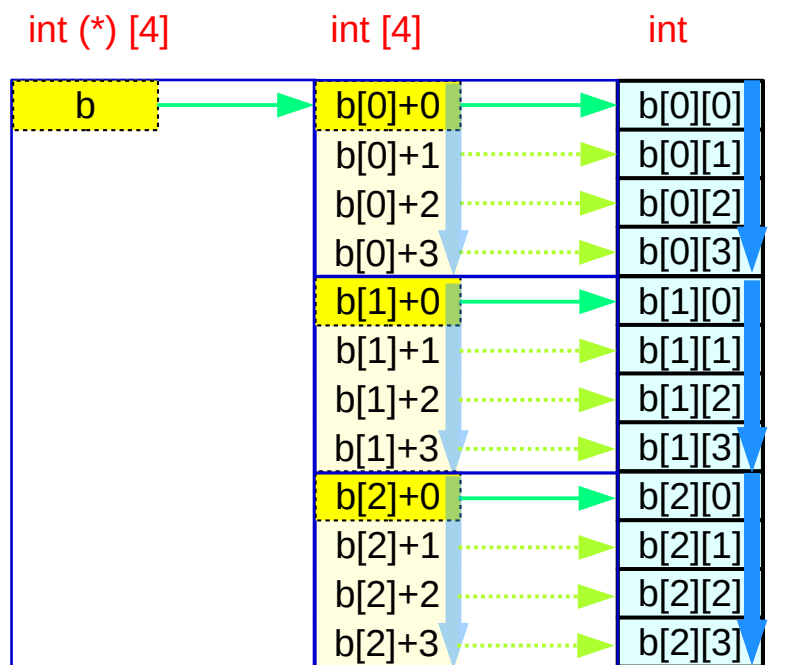 int (*) [4] int [4] int
b b[0]+0 b[0][0]
b[0]+1 b[0][1]
b[0]+2 b[0][2]
b[0]+3 b[0][3]
b[1]+0 b[1][0]
b[1]+1 b[1][1]
b[1]+2 b[1][2]
b[1]+3 b[1][3]
b[2]+0 b[2][0]
b[2]+1 b[2][1]
b[2]+2 b[2][2]
b[2]+3 b[2][3]